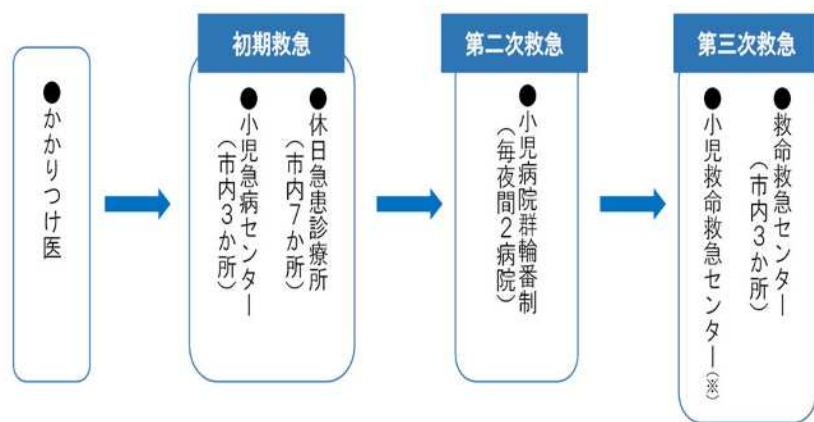 ●かかりつけ医
初期救急
●休日急患診療所
（市内７か所）
●小児急病センター
（市内３か所）
第二次救急
●小児病院群輪番制
（毎夜間２病院）
第三次救急
●救命救急センター
（市内３か所）
●小児救命救急センター（※）